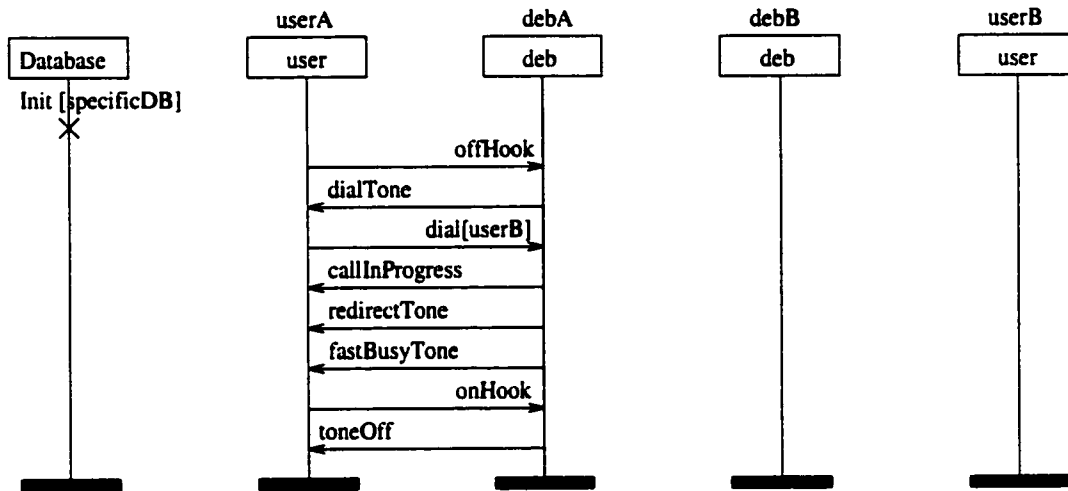 userA
debA
debB
userB
Database
user
deb
deb
user
Init [specificDB]
offHook
dialTone
dial[userB]
callInProgress
redirectTone
fastBusyTone
onHook
toneOff